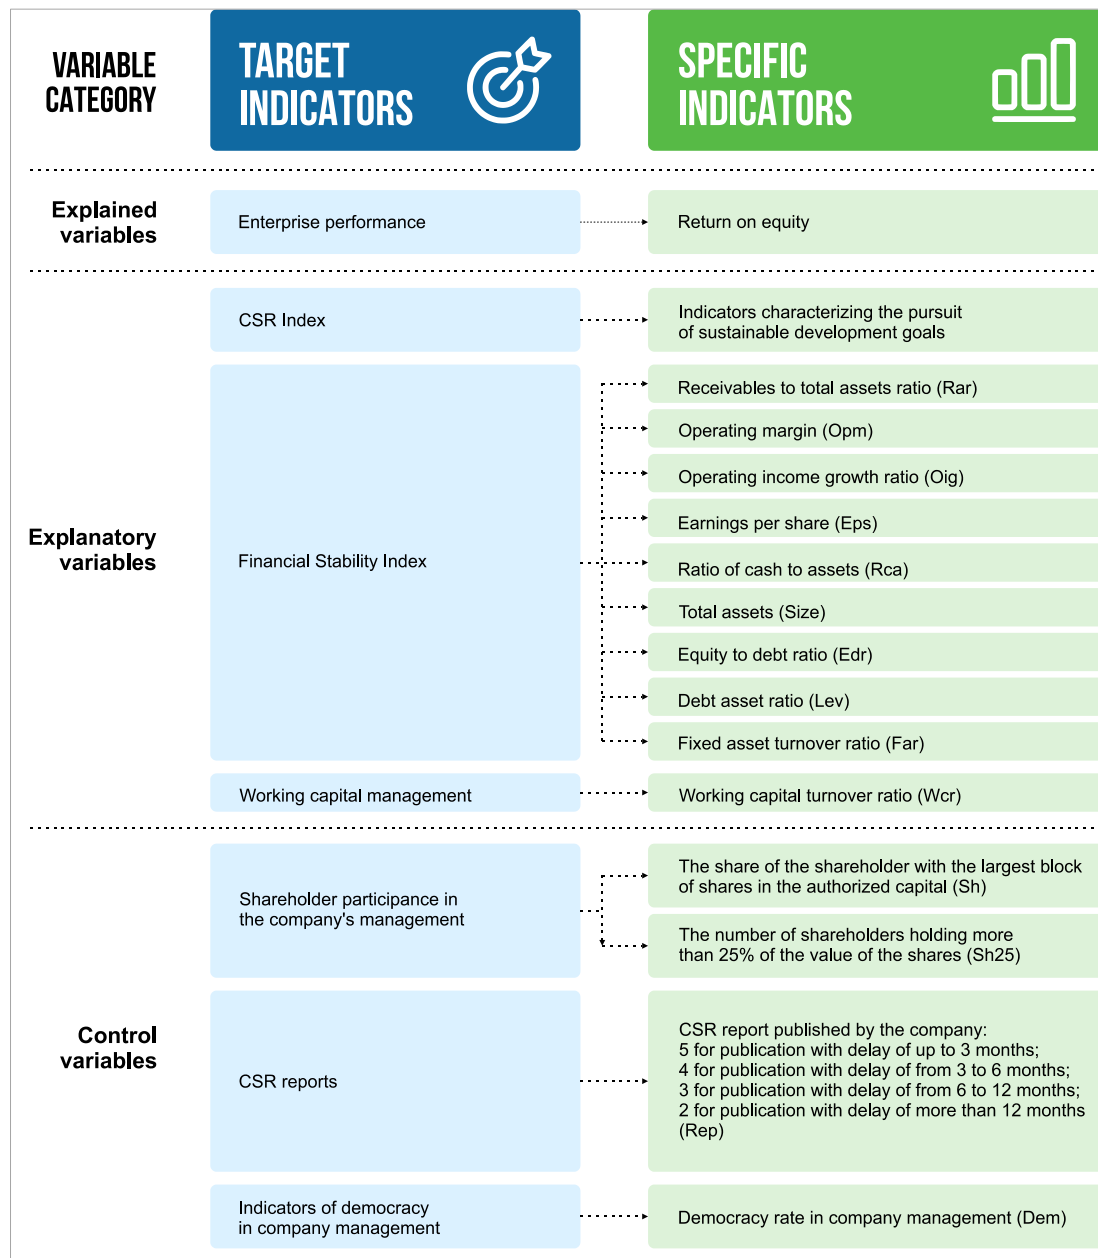 VARIABLE
CATEGORY
TARGET
INDICATORS
SPECIFIC
INDICATORS
Explained
variables
Enterprise performance
Return on equity
Explanatory
variables
CSR Index
Indicators characterizing the pursuit
of sustainable development goals
Financial Stability Index
Receivables to total assets ratio (Rar)
Operating margin (Opm)
Operating income growth ratio (Oig)
Earnings per share (Eps)
Ratio of cash to assets (Rca)
Total assets (Size)
Equity to debt ratio (Edr)
Debt asset ratio (Lev)
Fixed asset turnover ratio (Far)
Working capital management
Working capital turnover ratio (Wcr)
Control
variables
Shareholder participance in
the company's management
The share of the shareholder with the largest block
of shares in the authorized capital (Sh)
The number of shareholders holding more
than 25% of the value of the shares (Sh25)
CSR reports
CSR report published by the company:
5 for publication with delay of up to 3 months;
4 for publication with delay of from 3 to 6 months;
3 for publication with delay of from 6 to 12 months;
2 for publication with delay of more than 12 months
(Rep)
Indicators of democracy
in company management
Democracy rate in company management (Dem)